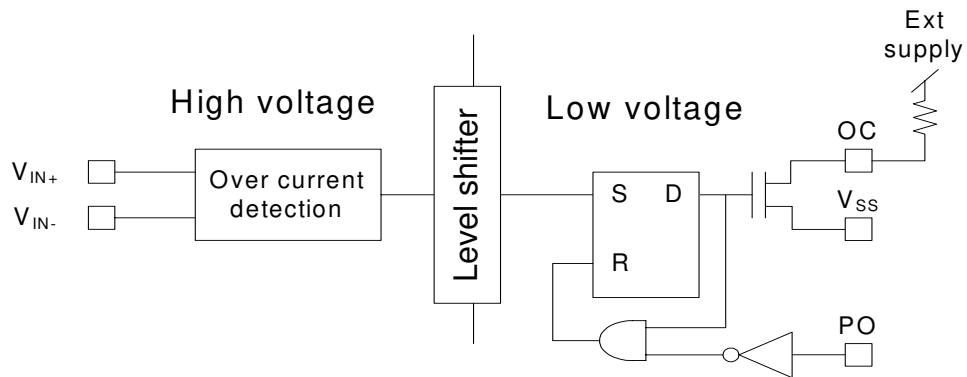 Ext
supply
High voltage
Low voltage
OC
V_IN+
V_IN-
Over current
detection
Level shifter
S D
R
V_SS
PO